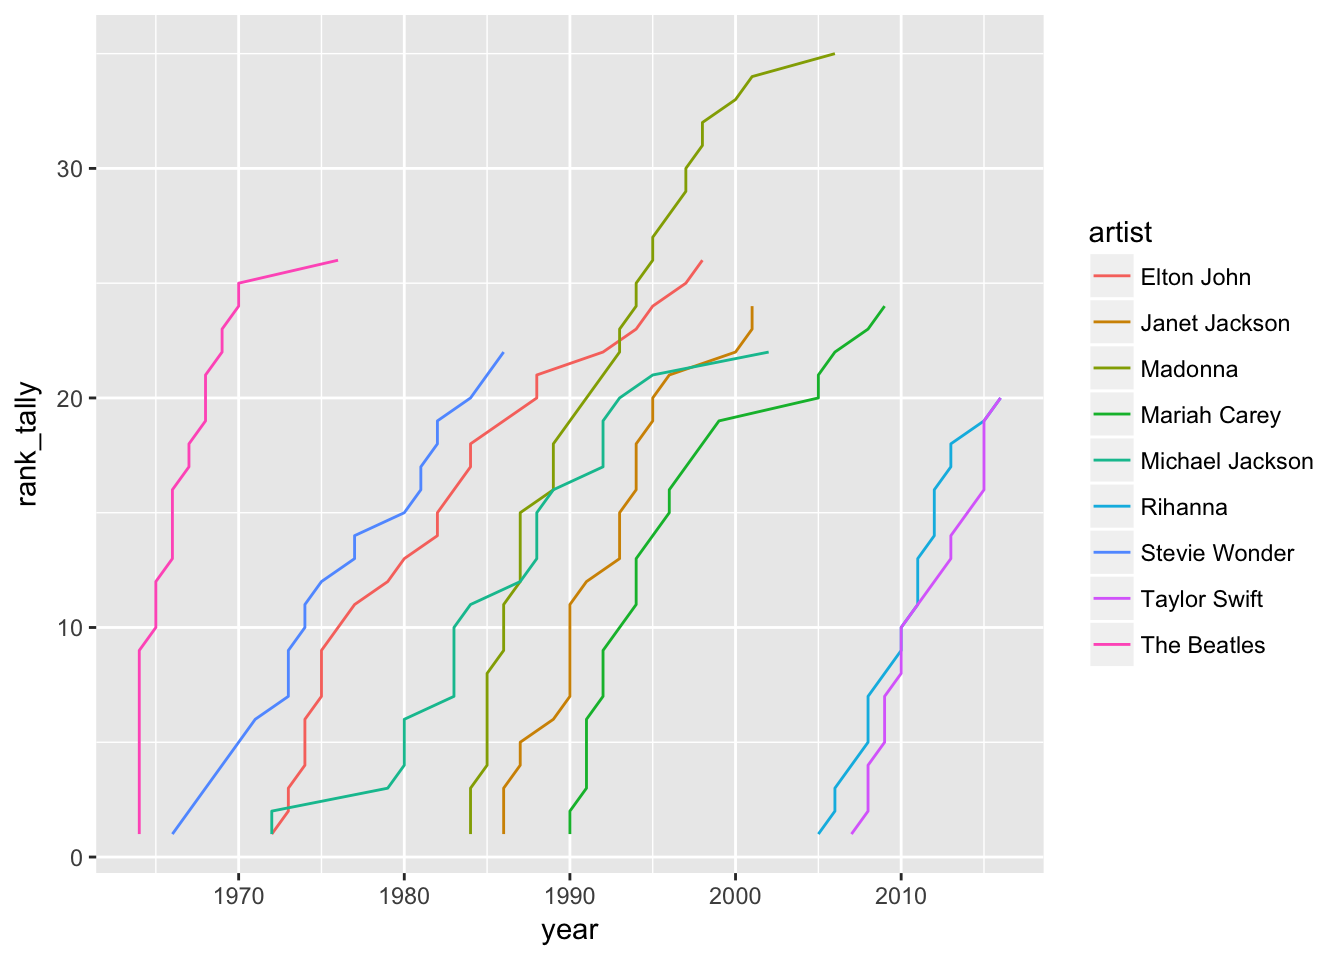 30
20
10
0
rank_tally
1970
1980
1990
2000
2010
year
artist
Elton John
Janet Jackson
Madonna
Mariah Carey
Michael Jackson
Rihanna
Stevie Wonder
Taylor Swift
The Beatles